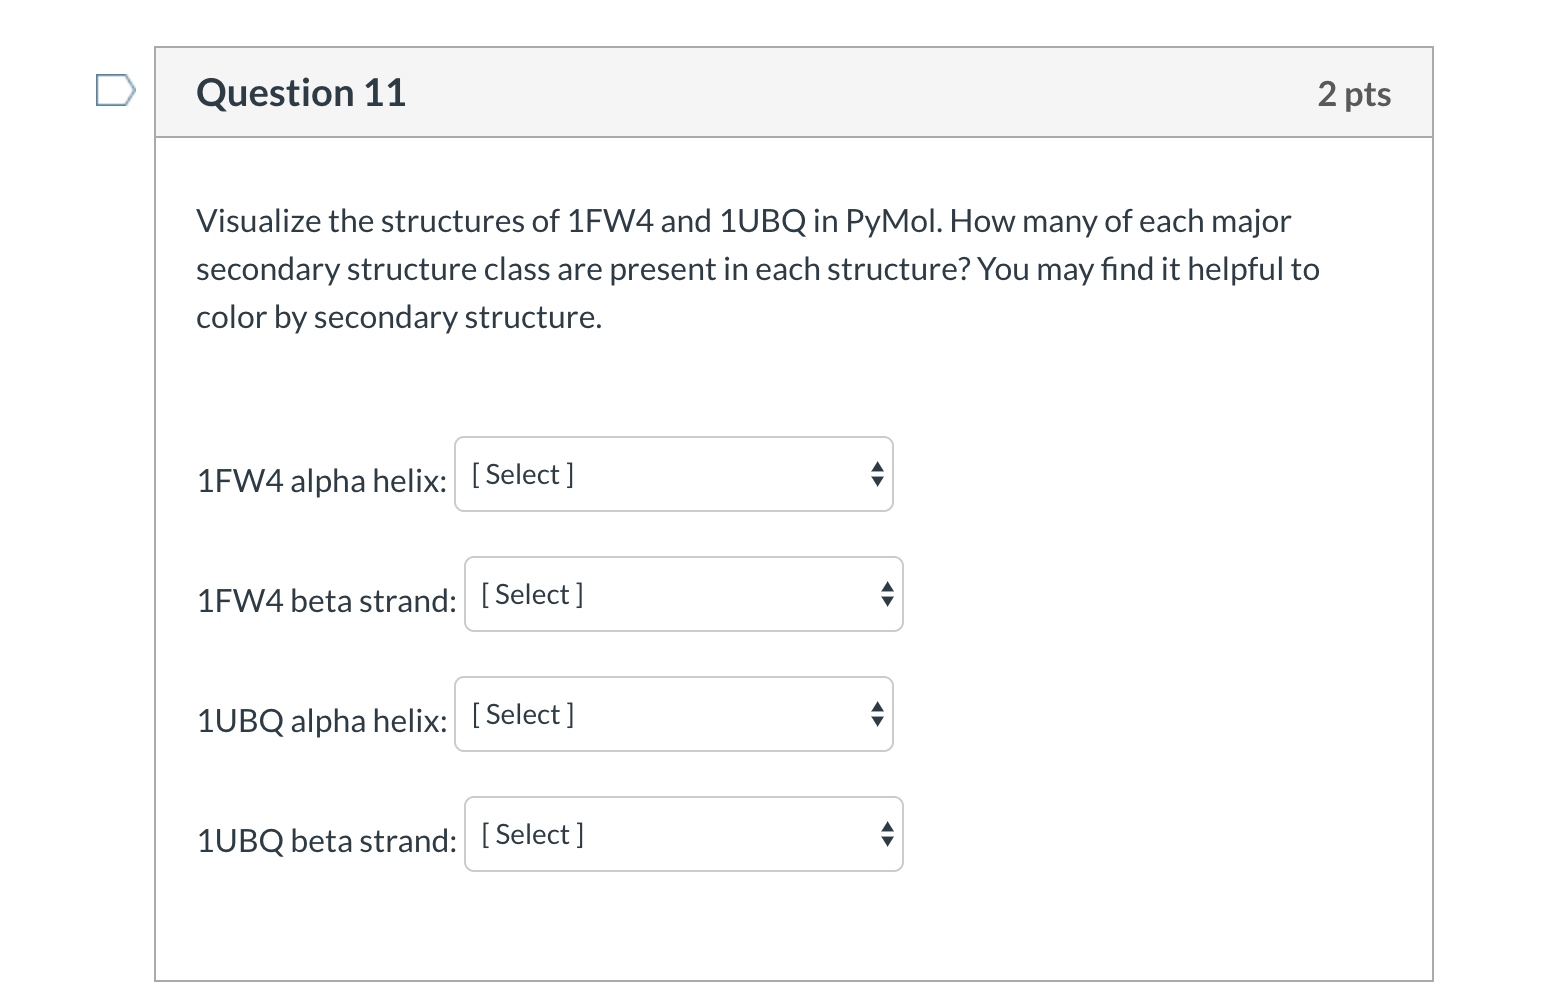 Question 11
2 pts
Visualize the structures of 1FW4 and 1UBQ in PyMol. How many of each major
secondary structure class are present in each structure? You may find it helpful to
color by secondary structure.
1FW4 alpha helix: [ Select ]
1FW4 beta strand: [ Select ]
1UBQ alpha helix: [ Select ]
1UBQ beta strand: [ Select ]